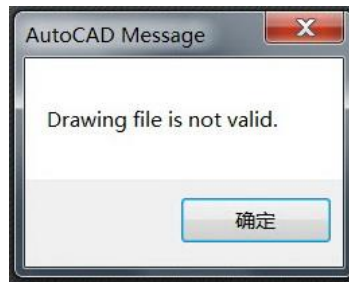 AutoCAD Message
Drawing file is not valid.
确定